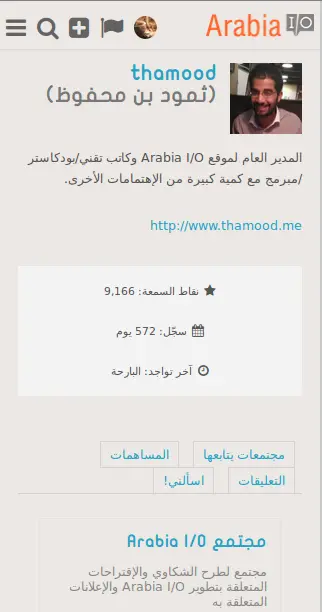 Arabia I/O
thamood
(ثمود بن محفوظ)
المدير العام لموقع Arabia I/O وكاتب تقني/بودكاستر
/مبرمج مع كمية كبيرة من الإهتمامات الأخرى.
http://www.thamood.me
نقاط السمعة: 9,166
سجّل: 572 يوم
آخر تواجد: البارحة
مجتمعات يتابعها
المساهمات
التعليقات
اسألني!
مجتمع Arabia I/O
مجتمع لطرح الشكاوي والإقتراحات
المتعلقة بتطوير Arabia I/O والإعلانات
المتعلقة به